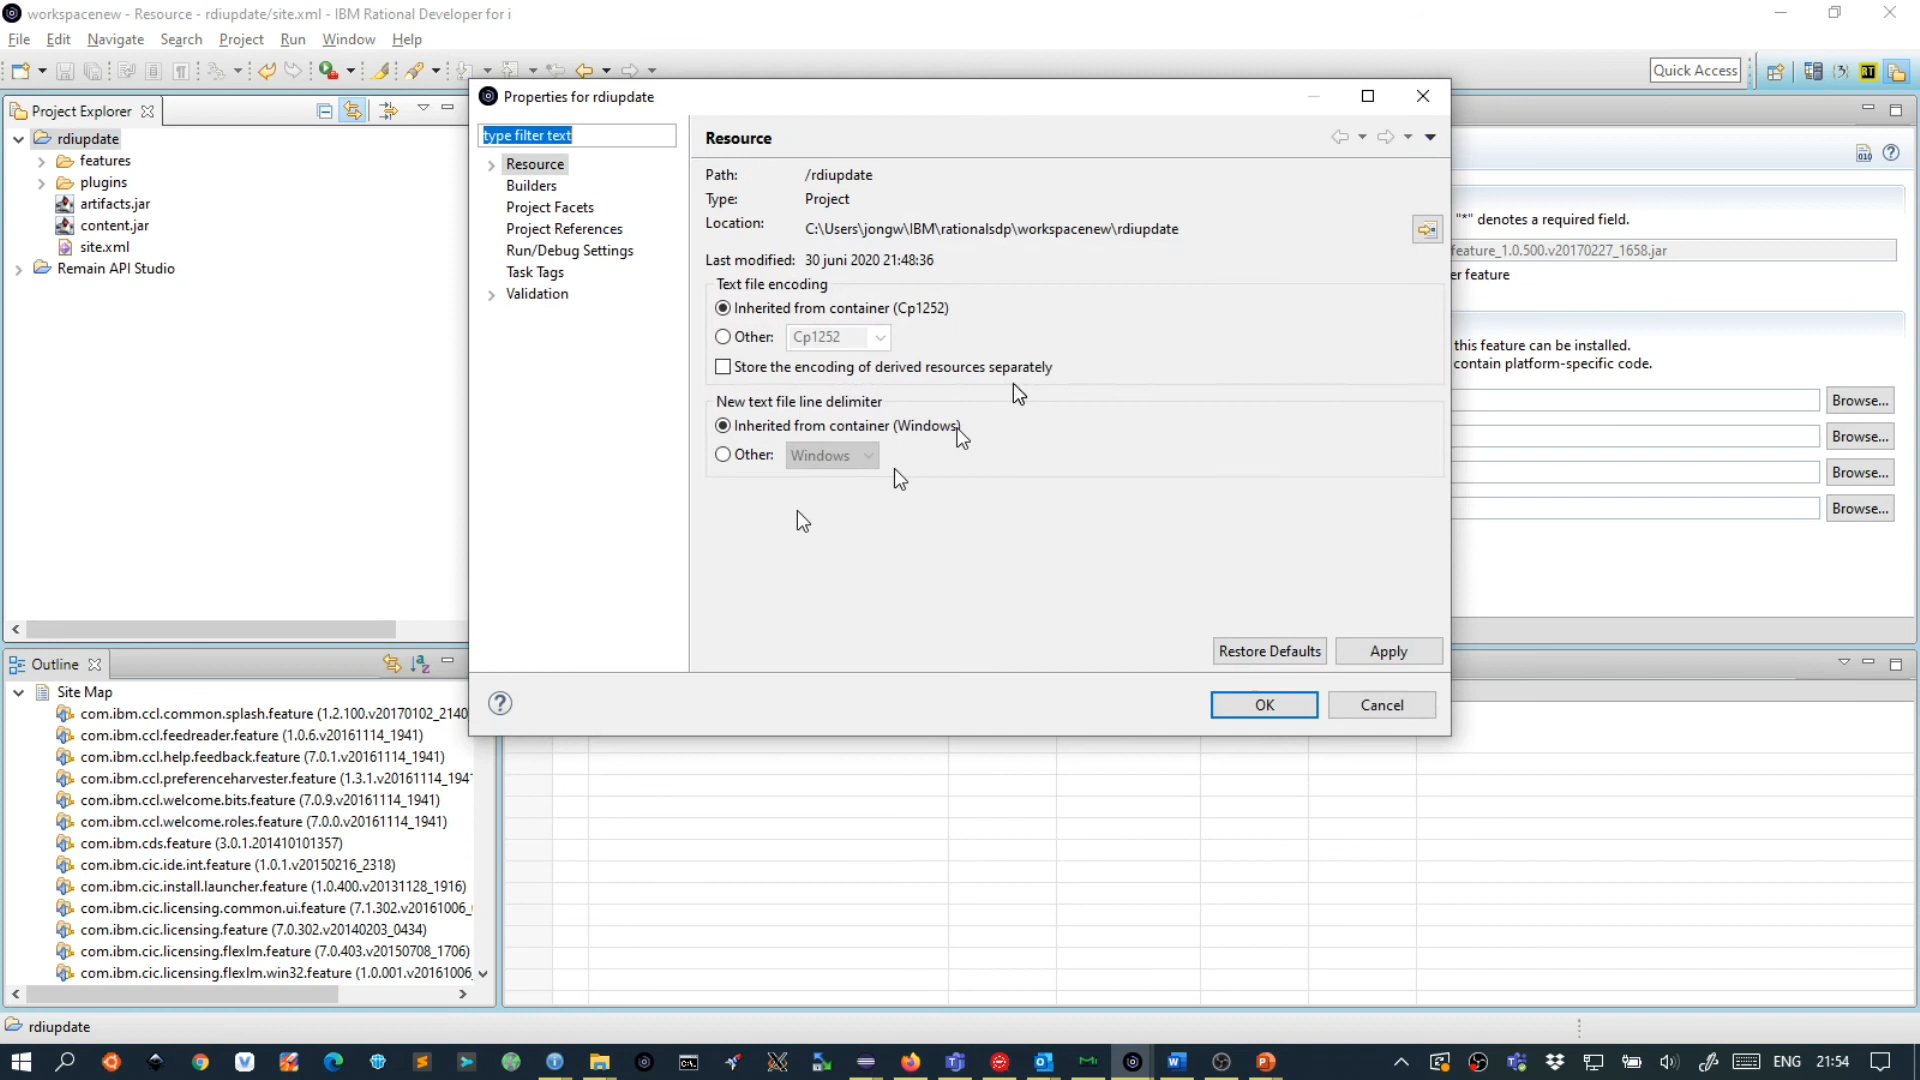 workspacenew - Resource - rdiupdate/site.xml - IBM Rational Developer for i
File Edit Navigate Search Project Run Window Help
Quick Access
Project Explorer
rdiupdate
features
plugins
artifacts.jar
content.jar
site.xml
Remain API Studio
Properties for rdiupdate
type filter text
Resource
Builders
Project Facets
Project References
Run/Debug Settings
Task Tags
Validation
Resource
Path: /rdiupdate
Type: Project
Location: C:\Users\jongw\IBM\rationalsdp\workspacenew\rdiupdate
Last modified: 30 juni 2020 21:48:36
Text file encoding
Inherited from container (Cp1252)
Other: Cp1252
Store the encoding of derived resources separately
New text file line delimiter
Inherited from container (Windows)
Other: Windows
Restore Defaults Apply
OK Cancel
"*" denotes a required field.
feature_1.0.500.v20170227_1658.jar
er feature
this feature can be installed.
contain platform-specific code.
Browse...
Browse...
Browse...
Browse...
Outline
Site Map
com.ibm.ccl.common.splash.feature (1.2.100.v20170102_2140
com.ibm.ccl.feedreader.feature (1.0.6.v20161114_1941)
com.ibm.ccl.help.feedback.feature (7.0.1.v20161114_1941)
com.ibm.ccl.preferenceharvester.feature (1.3.1.v20161114_194
com.ibm.ccl.welcome.bits.feature (7.0.9.v20161114_1941)
com.ibm.ccl.welcome.roles.feature (7.0.0.v20161114_1941)
com.ibm.cds.feature (3.0.1.201410101357)
com.ibm.cic.ide.int.feature (1.0.1.v20150216_2318)
com.ibm.cic.install.launcher.feature (1.0.400.v20131128_1916)
com.ibm.cic.licensing.common.ui.feature (7.1.302.v20161006_
com.ibm.cic.licensing.feature (7.0.302.v20140203_0434)
com.ibm.cic.licensing.flexlm.feature (7.0.403.v20150708_1706)
com.ibm.cic.licensing.flexlm.win32.feature (1.0.001.v20161006_
rdiupdate
ENG 21:54